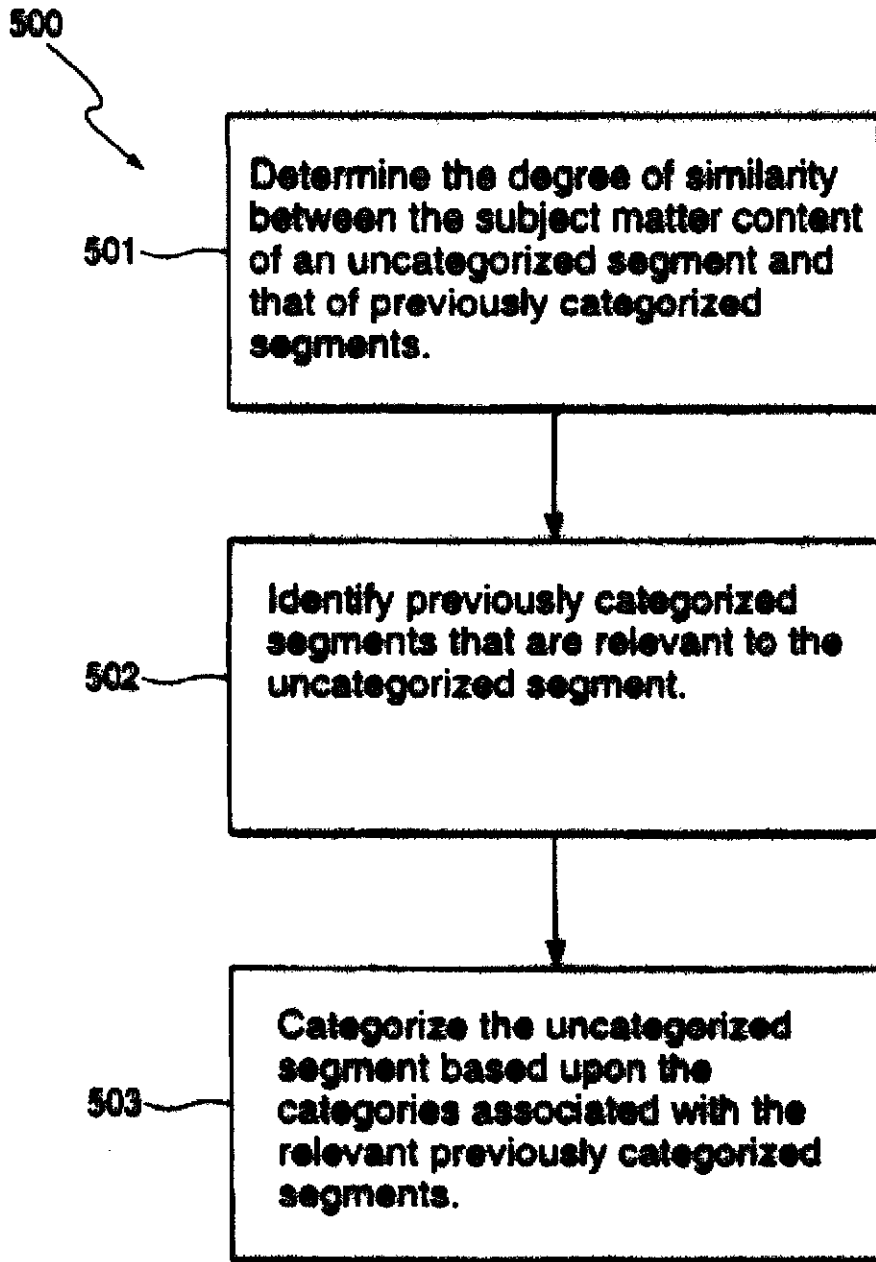 500
501
Determine the degree of similarity
between the subject matter content
of an uncategorized segment and
that of previously categorized
segments.
502
Identify previously categorized
segments that are relevant to the
uncategorized segment.
503
Categorize the uncategorized
segment based upon the
categories associated with the
relevant previously categorized
segments.